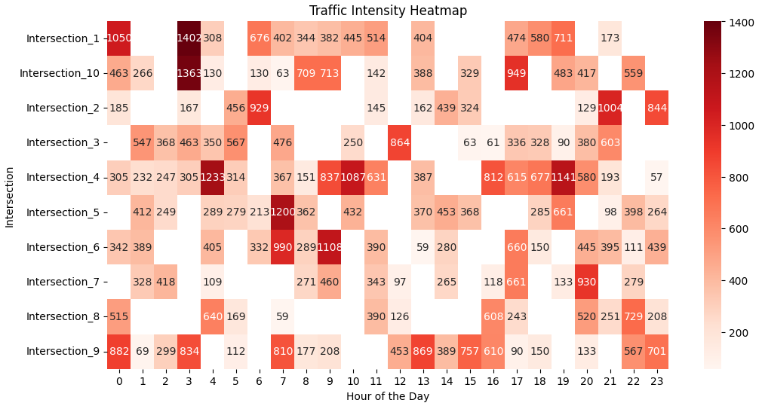 Traffic Intensity Heatmap
Intersection_1 1050 1402 308 676 402 344 382 445 514 404 474 580 711 173
Intersection_10 463 266 1363 130 130 63 709 713 142 388 329 949 483 417 559
Intersection_2 185 167 456 929 145 162 439 324 129 1004 844
Intersection_3 547 368 463 350 567 476 250 864 63 61 336 328 90 380 603
Intersection_4 305 232 247 305 1233 314 367 151 837 1087 631 387 812 615 677 1141 580 193 57
Intersection_5 412 249 289 279 213 1200 362 432 370 453 368 285 661 98 398 264
Intersection_6 342 389 405 332 990 289 1108 390 59 280 660 150 445 395 111 439
Intersection_7 328 418 109 271 460 343 97 265 118 661 133 930 279
Intersection_8 515 640 169 59 390 126 608 243 520 251 729 208
Intersection_9 882 69 299 834 112 810 177 208 453 869 389 757 610 90 150 133 567 701
0 1 2 3 4 5 6 7 8 9 10 11 12 13 14 15 16 17 18 19 20 21 22 23
Hour of the Day
Intersection
1400
1200
1000
800
600
400
200